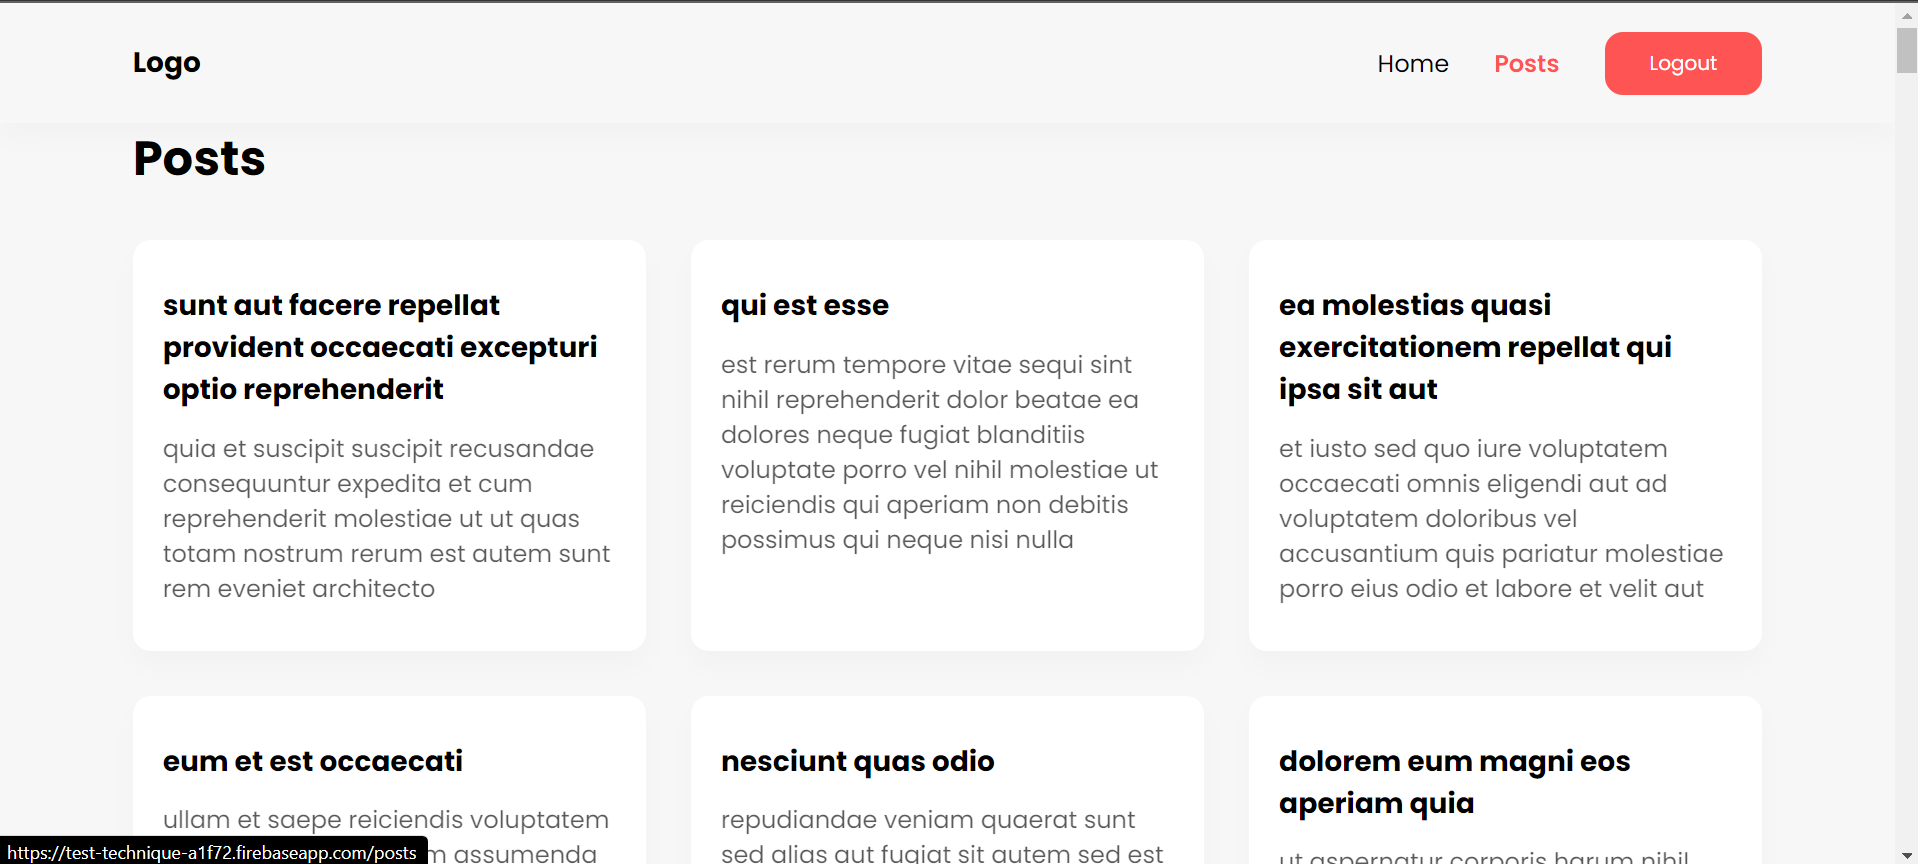 Logo
Home
Posts
Logout
Posts
sunt aut facere repellat
provident occaecati excepturi
optio reprehenderit
quia et suscipit suscipit recusandae
consequuntur expedita et cum
reprehenderit molestiae ut ut quas
totam nostrum rerum est autem sunt
rem eveniet architecto
qui est esse
est rerum tempore vitae sequi sint
nihil reprehenderit dolor beatae ea
dolores neque fugiat blanditiis
voluptate porro vel nihil molestiae ut
reiciendis qui aperiam non debitis
possimus qui neque nisi nulla
ea molestias quasi
exercitationem repellat qui
ipsa sit aut
et iusto sed quo iure voluptatem
occaecati omnis eligendi aut ad
voluptatem doloribus vel
accusantium quis pariatur molestiae
porro eius odio et labore et velit aut
eum et est occaecati
ullam et saepe reiciendis voluptatem
m assumenda
nesciunt quas odio
repudiandae veniam quaerat sunt
sed alias aut fugiat sit autem sed est
dolorem eum magni eos
aperiam quia
ut aspernatur corporis harum nihil
https://test-technique-a1f72.firebaseapp.com/posts